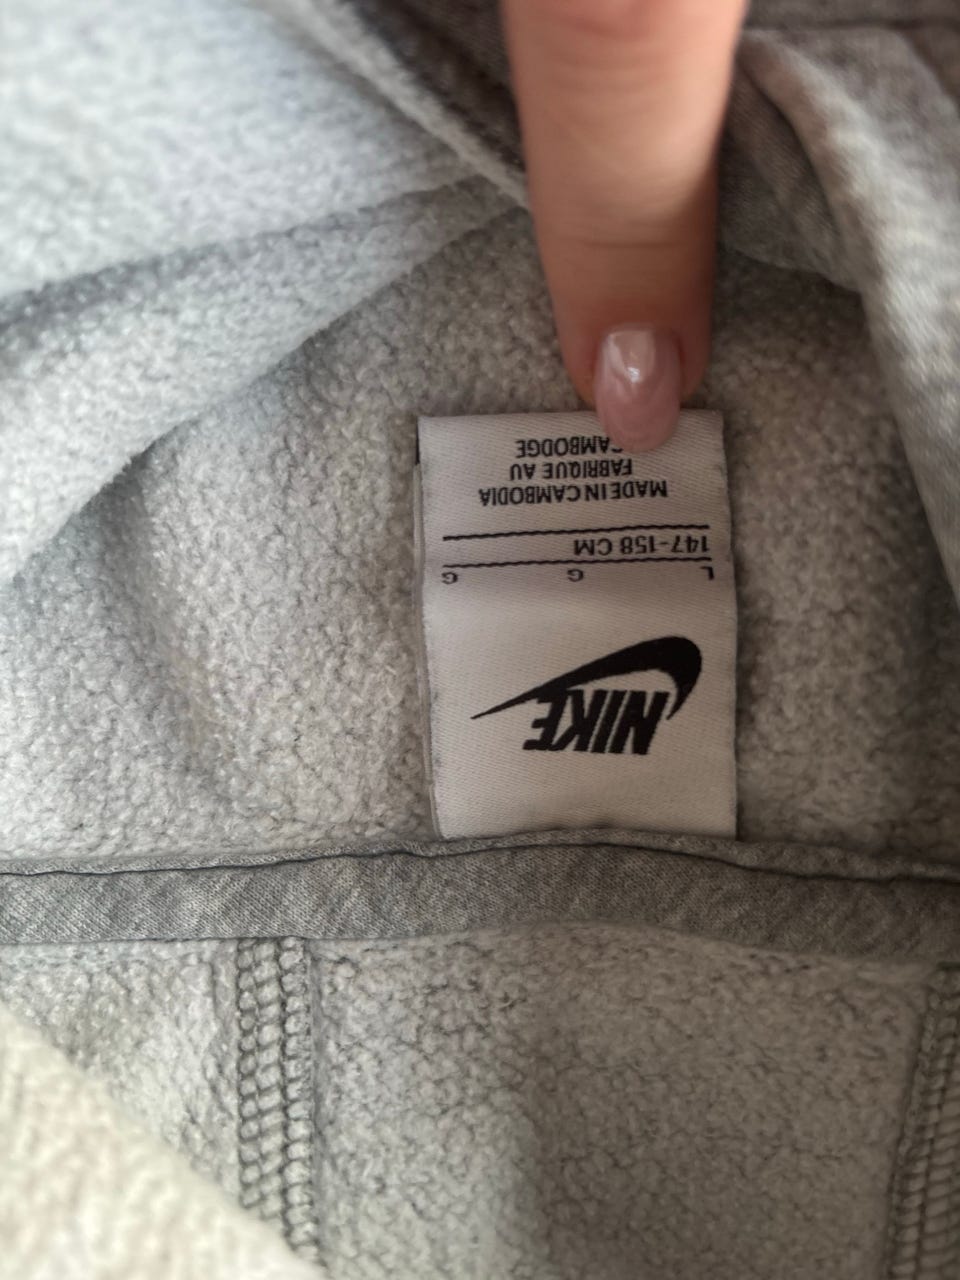 NIKE
L G G
147-158 CM
MADE IN CAMBODIA
FABRIQUE AU
CAMBODGE